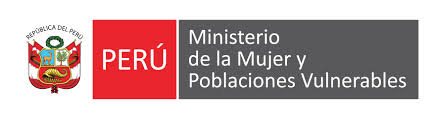 REPÚBLICA DEL PERÚ
PERÚ
Ministerio
de la Mujer y
Poblaciones Vulnerables